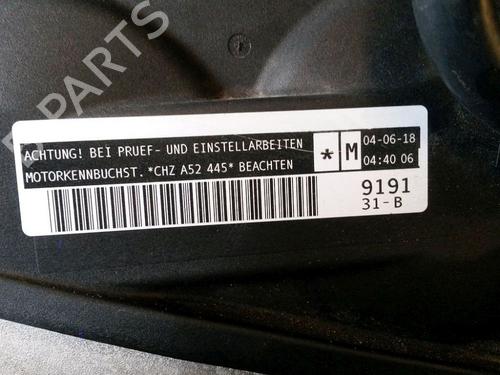 B-PARTS
ACHTUNG! BEI PRUEF- UND EINSTELLARBEITEN
MOTORKENNBUCHST. *CHZ A52 445* BEACHTEN
* M
04-06-18
04:40 06
9191
31-B